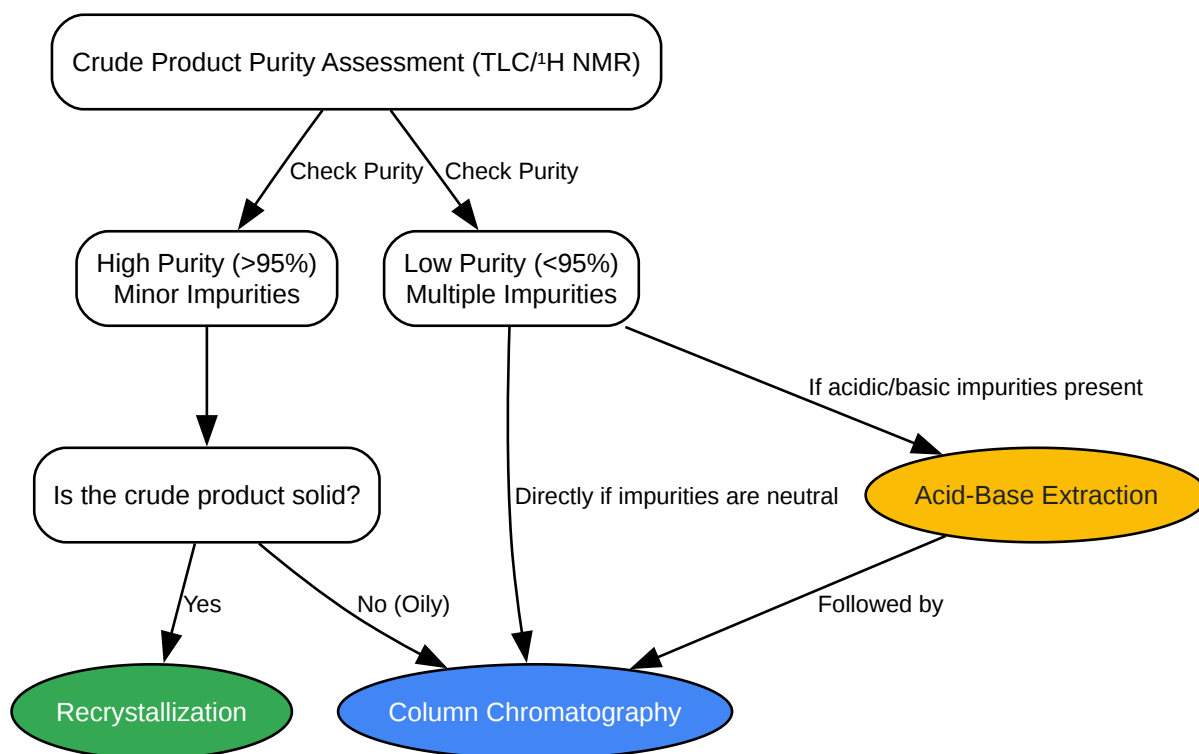 Crude Product Purity Assessment (TLC/¹H NMR)
Check Purity
Check Purity
High Purity (>95%)
Minor Impurities
Low Purity (<95%)
Multiple Impurities
If acidic/basic impurities present
Is the crude product solid?
Directly if impurities are neutral
Acid-Base Extraction
Yes
No (Oily)
Followed by
Recrystallization
Column Chromatography